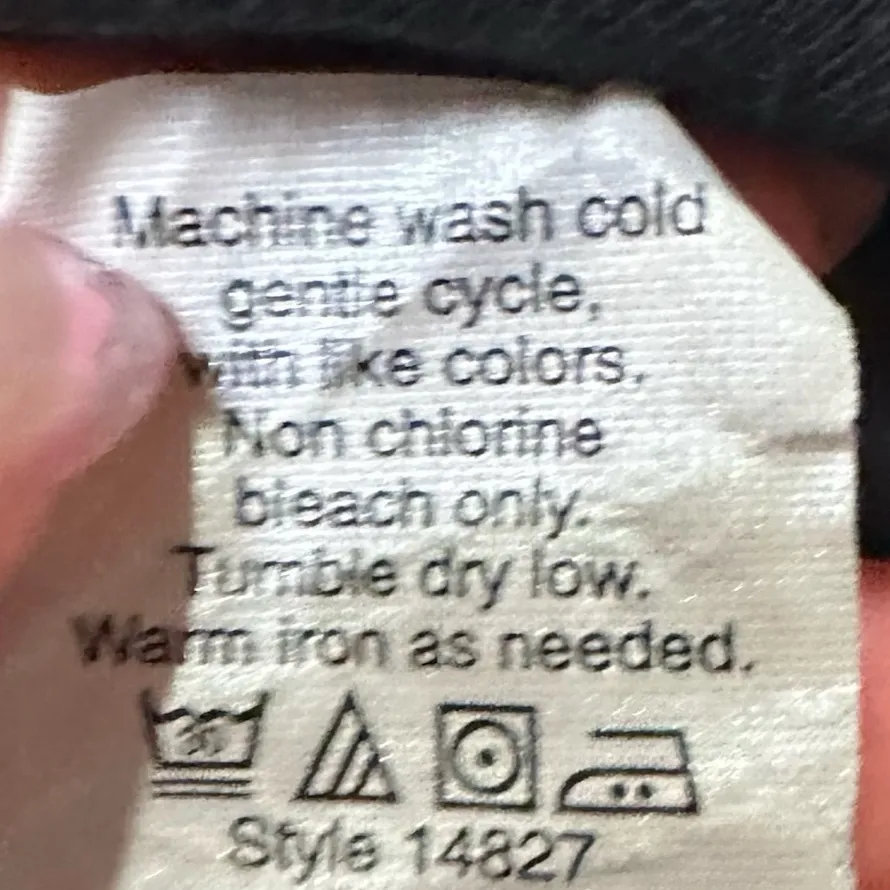 Machine wash cold
gentle cycle,
with like colors,
Non chlorine
bleach only.
Tumble dry low.
Warm iron as needed.
30
Style 14827